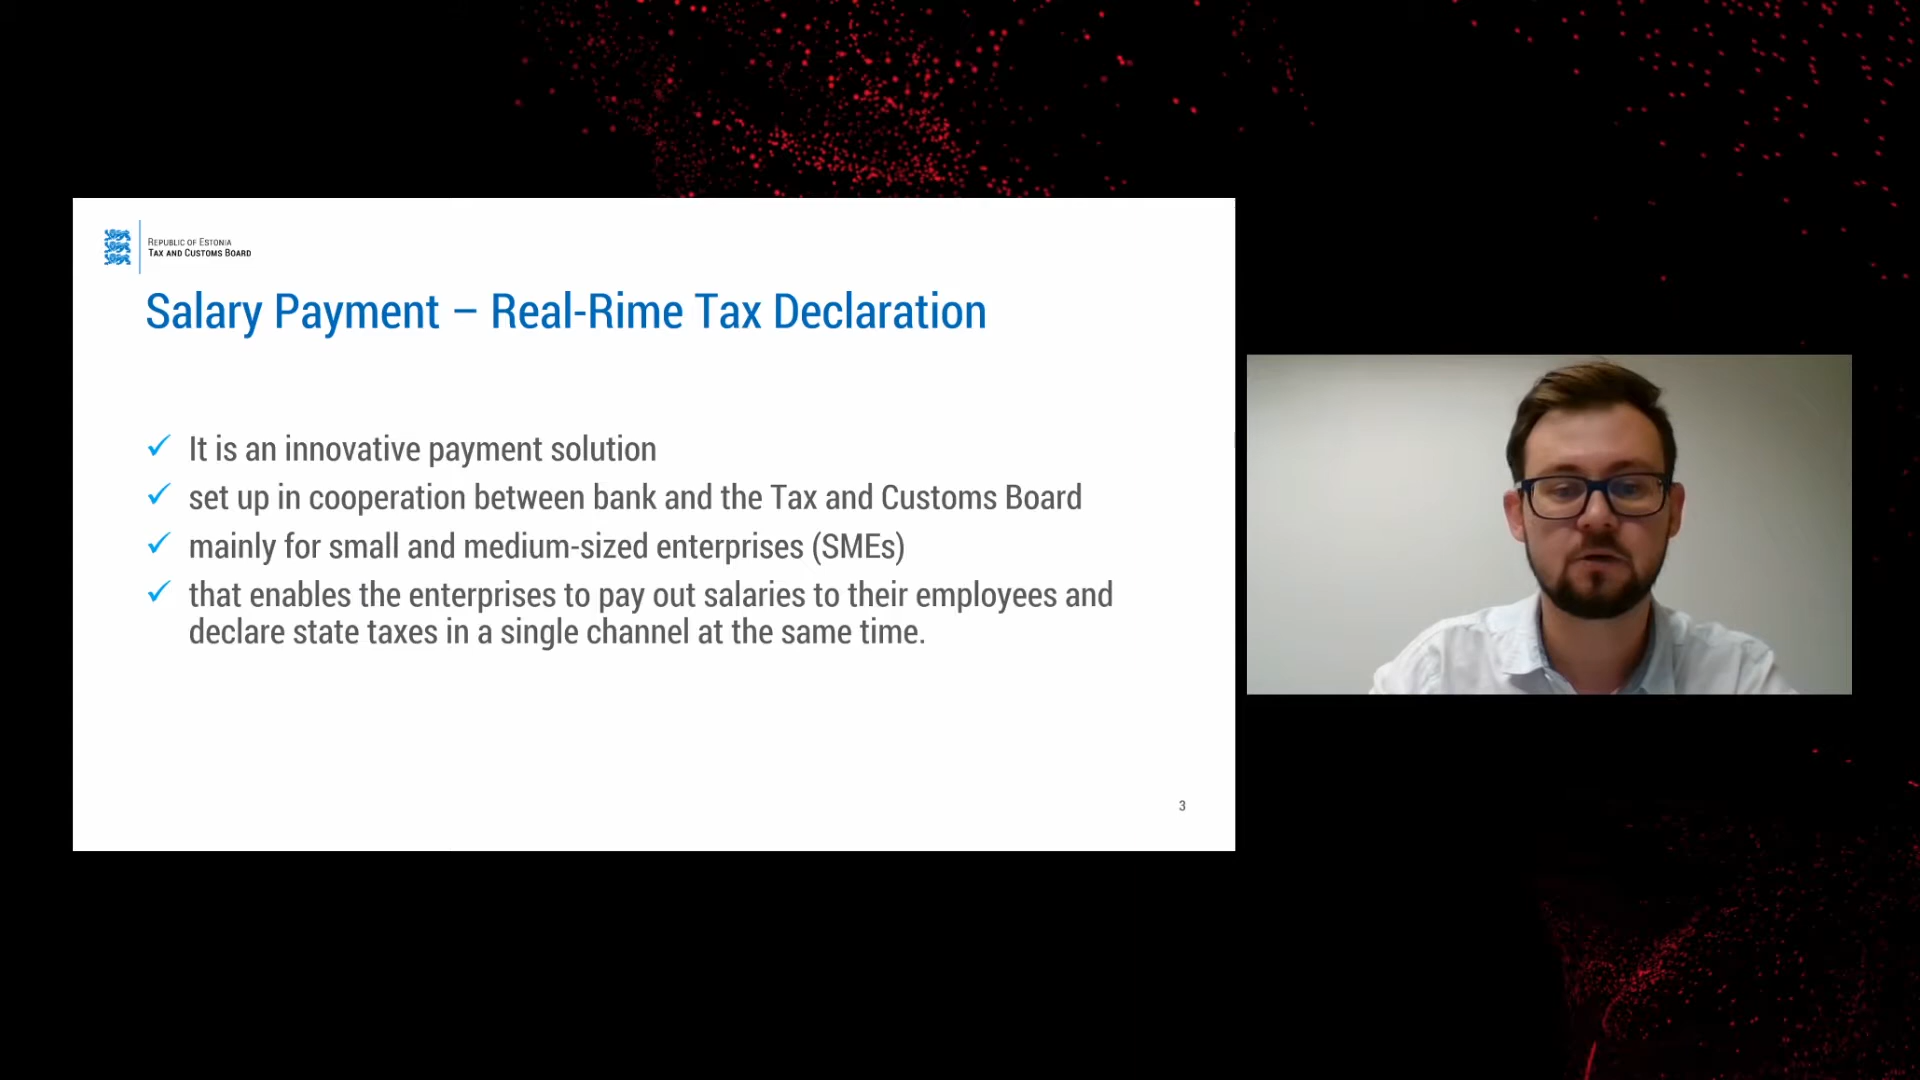 REPUBLIC OF ESTONIA
TAX AND CUSTOMS BOARD
Salary Payment – Real-Rime Tax Declaration
✓ It is an innovative payment solution
✓ set up in cooperation between bank and the Tax and Customs Board
✓ mainly for small and medium-sized enterprises (SMEs)
✓ that enables the enterprises to pay out salaries to their employees and
declare state taxes in a single channel at the same time.
3